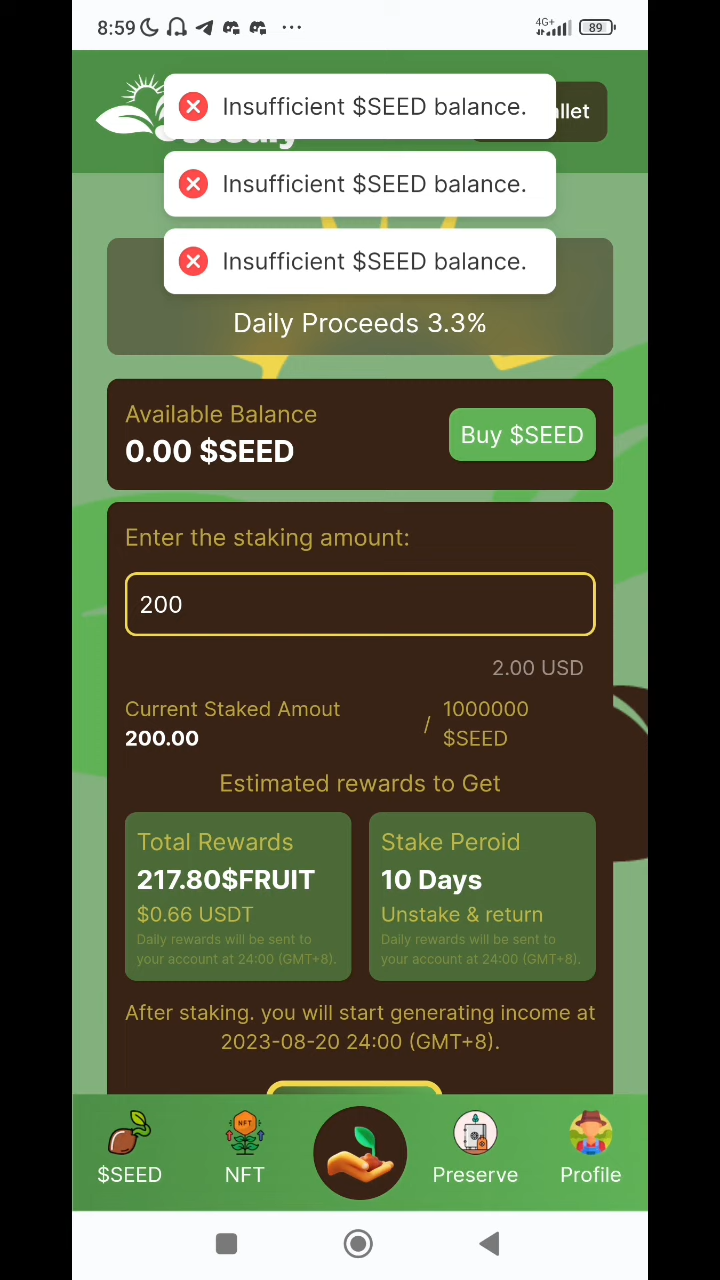 8:59
4G+
89
Insufficient $SEED balance.
Insufficient $SEED balance.
Insufficient $SEED balance.
Daily Proceeds 3.3%
Available Balance
0.00 $SEED
Buy $SEED
Enter the staking amount:
200
2.00 USD
Current Staked Amout
200.00
/
1000000
$SEED
Estimated rewards to Get
Total Rewards
217.80$FRUIT
$0.66 USDT
Daily rewards will be sent to
your account at 24:00 (GMT+8).
Stake Peroid
10 Days
Unstake & return
Daily rewards will be sent to
your account at 24:00 (GMT+8).
After staking. you will start generating income at
2023-08-20 24:00 (GMT+8).
NFT
$SEED
NFT
Preserve
Profile